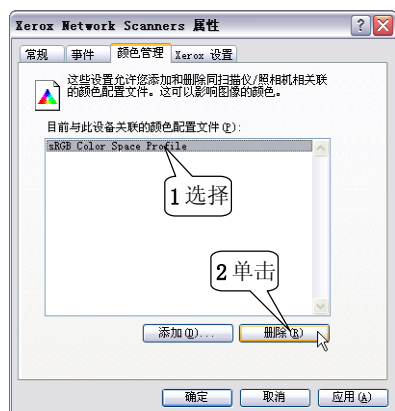 Xerox Network Scanners 属性
常规 事件 颜色管理 Xerox 设置
这些设置允许您添加和删除同扫描仪/照相机相关联
的颜色配置文件。这可以影响图像的颜色。
目前与此设备关联的颜色配置文件(P):
sRGB Color Space Profile
1 选择
2 单击
添加(D)... 删除(R)
确定 取消 应用(A)